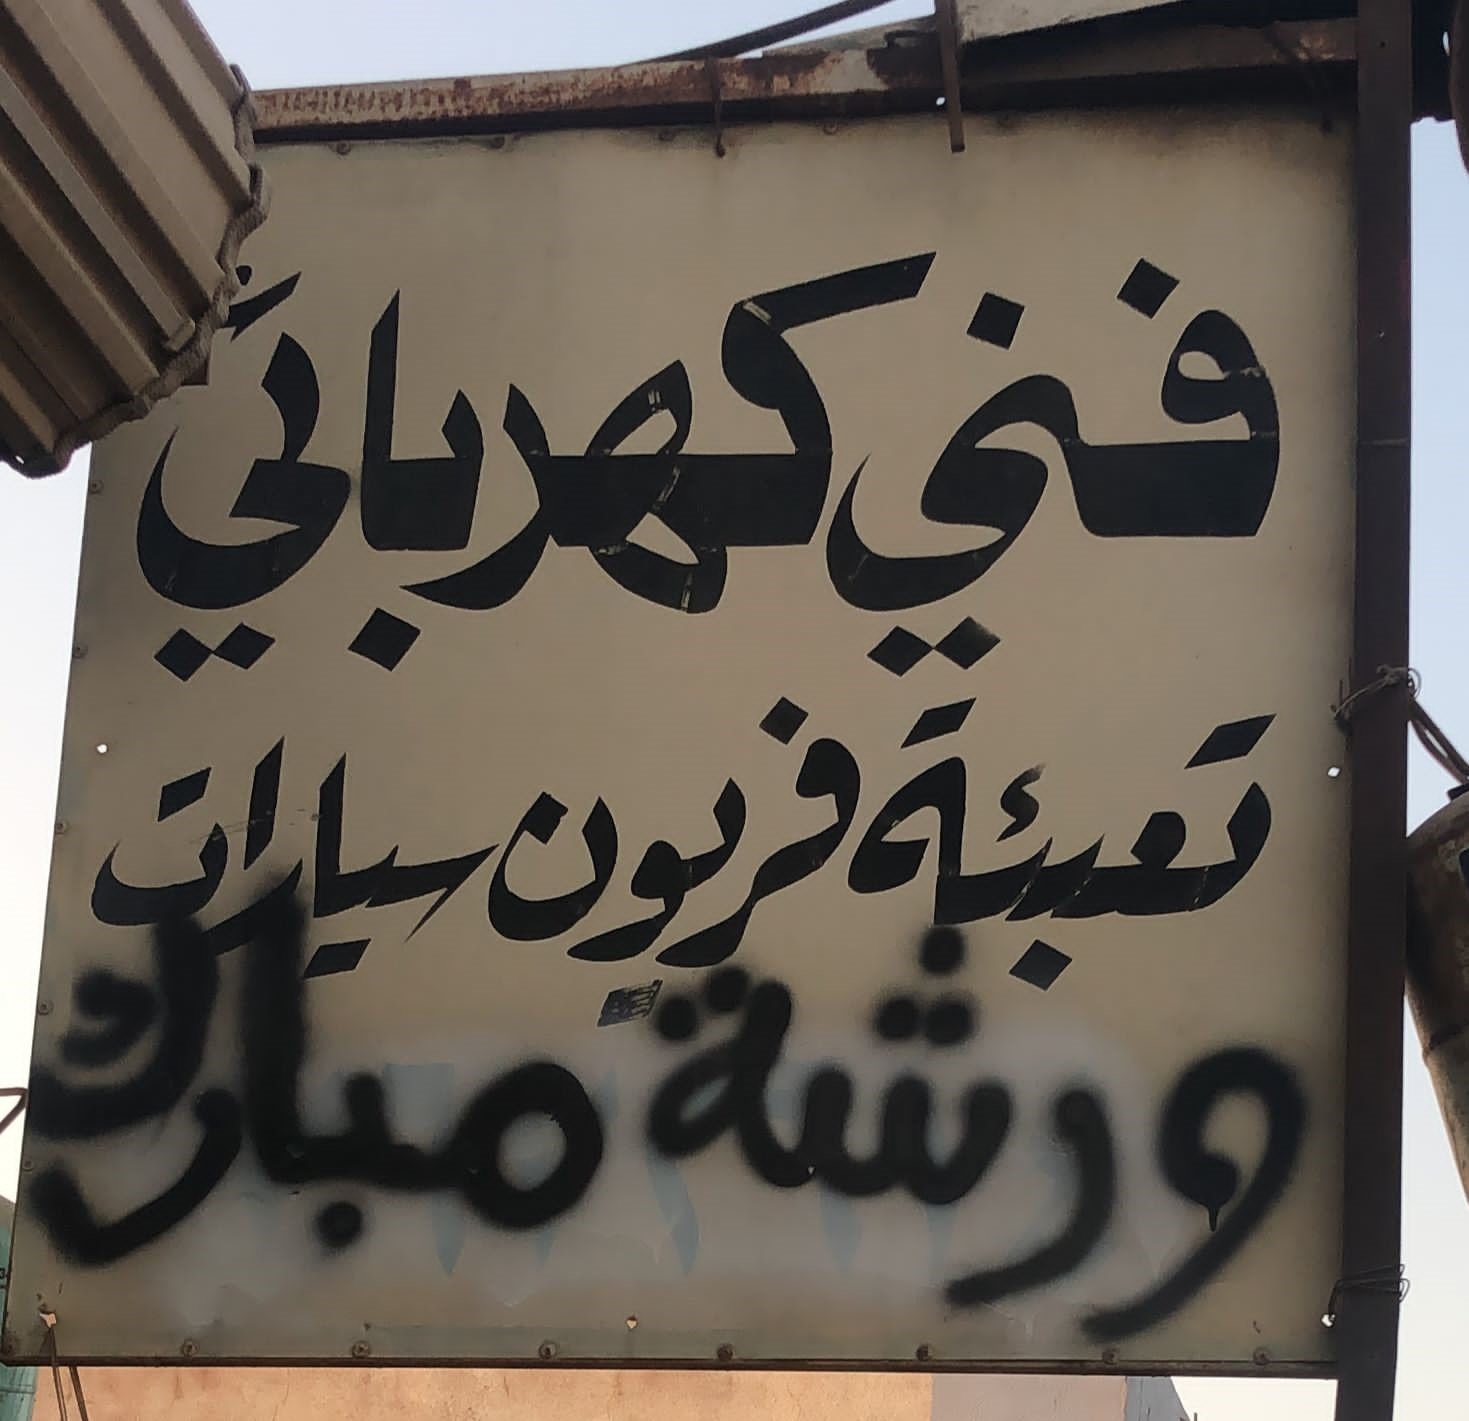 فني كهربائي
تعبئة فريون سيارات
ورشة مبارك